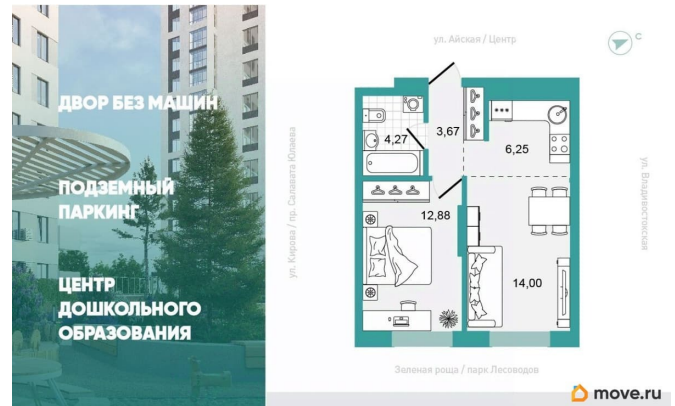 ДВОР БЕЗ МАШИН
ПОДЗЕМНЫЙ
ПАРКИНГ
ЦЕНТР
ДОШКОЛЬНОГО
ОБРАЗОВАНИЯ
ул. Айская / Центр
С
ул. Кирова / пр. Салавата Юлаева
4,27
3,67
6,25
12,88
14,00
ул. Владивостокская
Зеленая роща / парк Лесоводов
move.ru